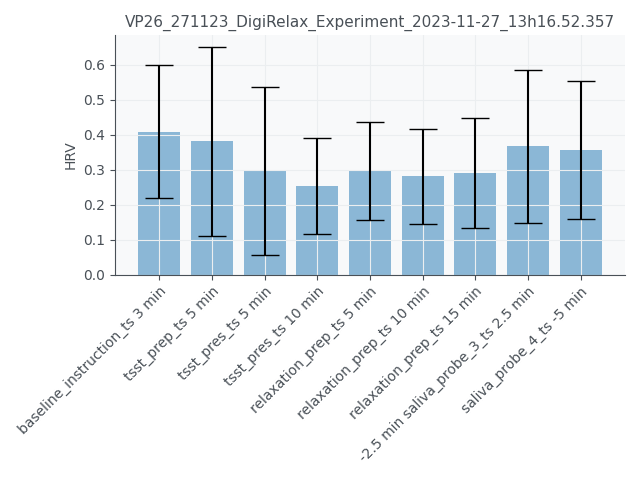 VP26_271123_DigiRelax_Experiment_2023-11-27_13h16.52.357
HRV
0.6
0.5
0.4
0.3
0.2
0.1
0.0
baseline_instruction_ts 3 min
tsst_prep_ts 5 min
tsst_pres_ts 5 min
tsst_pres_ts 10 min
relaxation_prep_ts 5 min
relaxation_prep_ts 10 min
relaxation_prep_ts 15 min
-2.5 min saliva_probe_3_ts 2.5 min
saliva_probe_4_ts -5 min